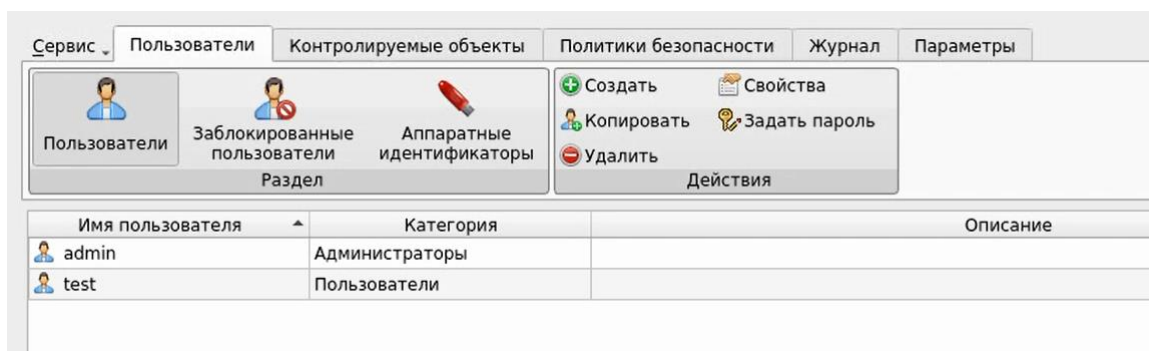 Сервис Пользователи Контролируемые объекты Политики безопасности Журнал Параметры
Пользователи
Заблокированные
пользователи
Аппаратные
идентификаторы
Раздел
Создать Свойства
Копировать Задать пароль
Удалить
Действия
Имя пользователя Категория Описание
admin Администраторы
test Пользователи